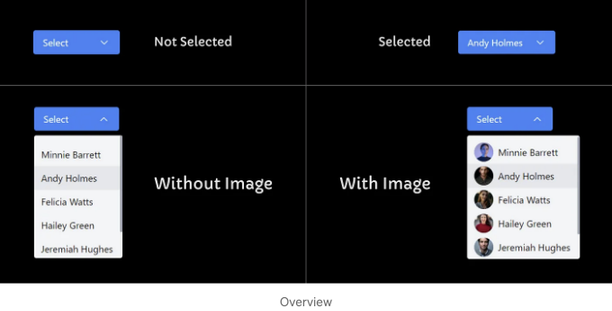 Select
Not Selected
Selected
Andy Holmes
Select
Minnie Barrett
Andy Holmes
Felicia Watts
Hailey Green
Jeremiah Hughes
Without Image
With Image
Select
Minnie Barrett
Andy Holmes
Felicia Watts
Hailey Green
Jeremiah Hughes
Overview